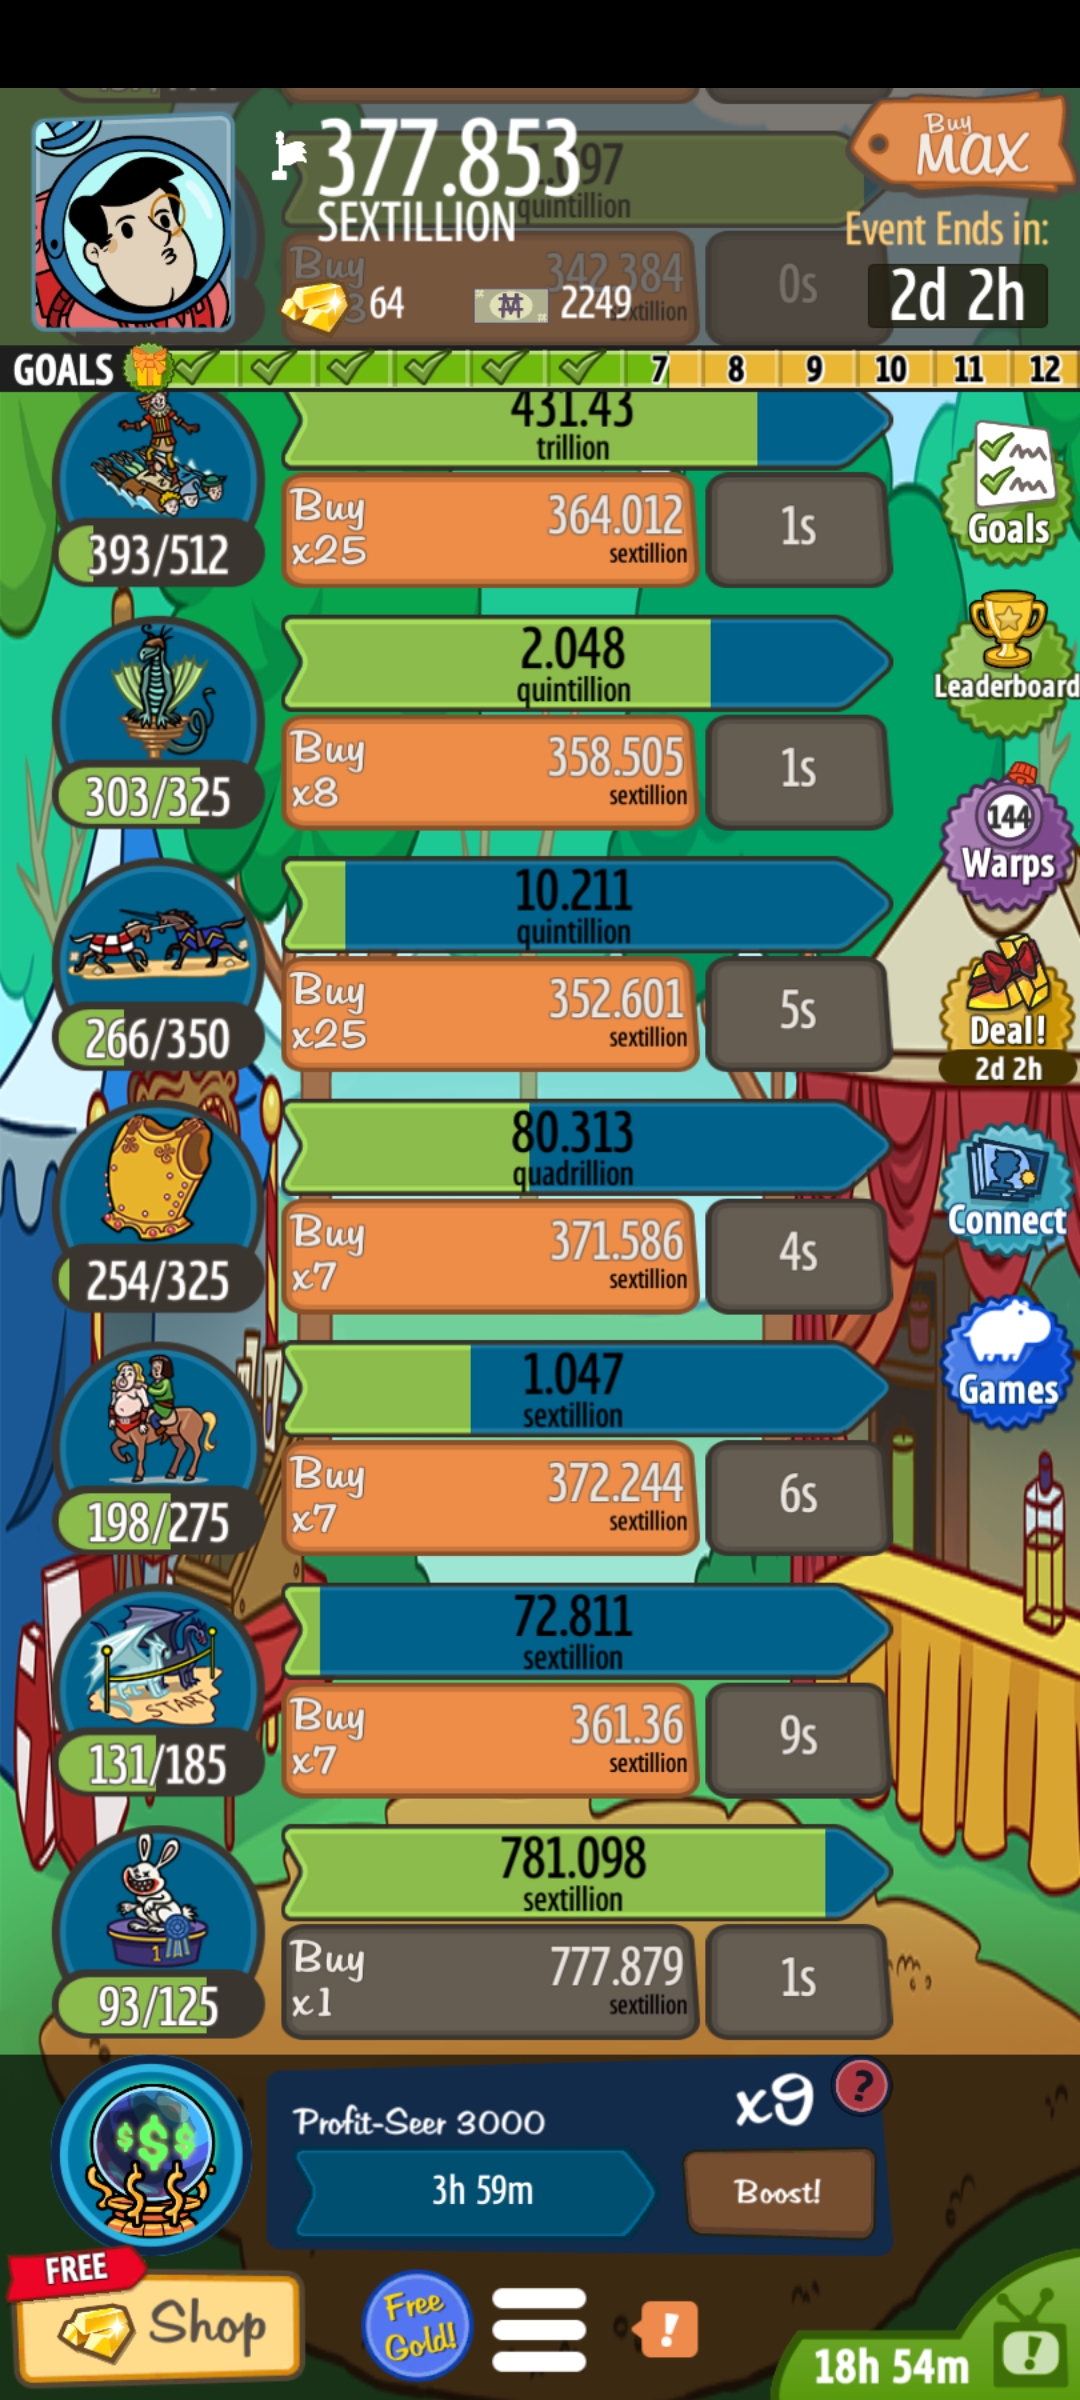 377.853
SEXTILLION
64
2249
Buy
MAX
Event Ends in:
2d 2h
quintillion
Buy
342.384
0s
GOALS
7
8
9
10
11
12
431.43
trillion
393/512
Buy
x25
364.012
sextillion
1s
Goals
2.048
quintillion
303/325
Buy
x8
358.505
sextillion
1s
Leaderboard
10.211
quintillion
266/350
Buy
x25
352.601
sextillion
5s
144
Warps
Deal!
2d 2h
80.313
quadrillion
254/325
Buy
x7
371.586
sextillion
4s
Connect
1.047
sextillion
198/275
Buy
x7
372.244
sextillion
6s
Games
72.811
sextillion
START
131/185
Buy
x7
361.36
sextillion
9s
781.098
sextillion
1
93/125
Buy
x1
777.879
sextillion
1s
$$$
Profit-Seer 3000
x9
?
3h 59m
Boost!
FREE
Shop
Free
Gold!
!
18h 54m
!